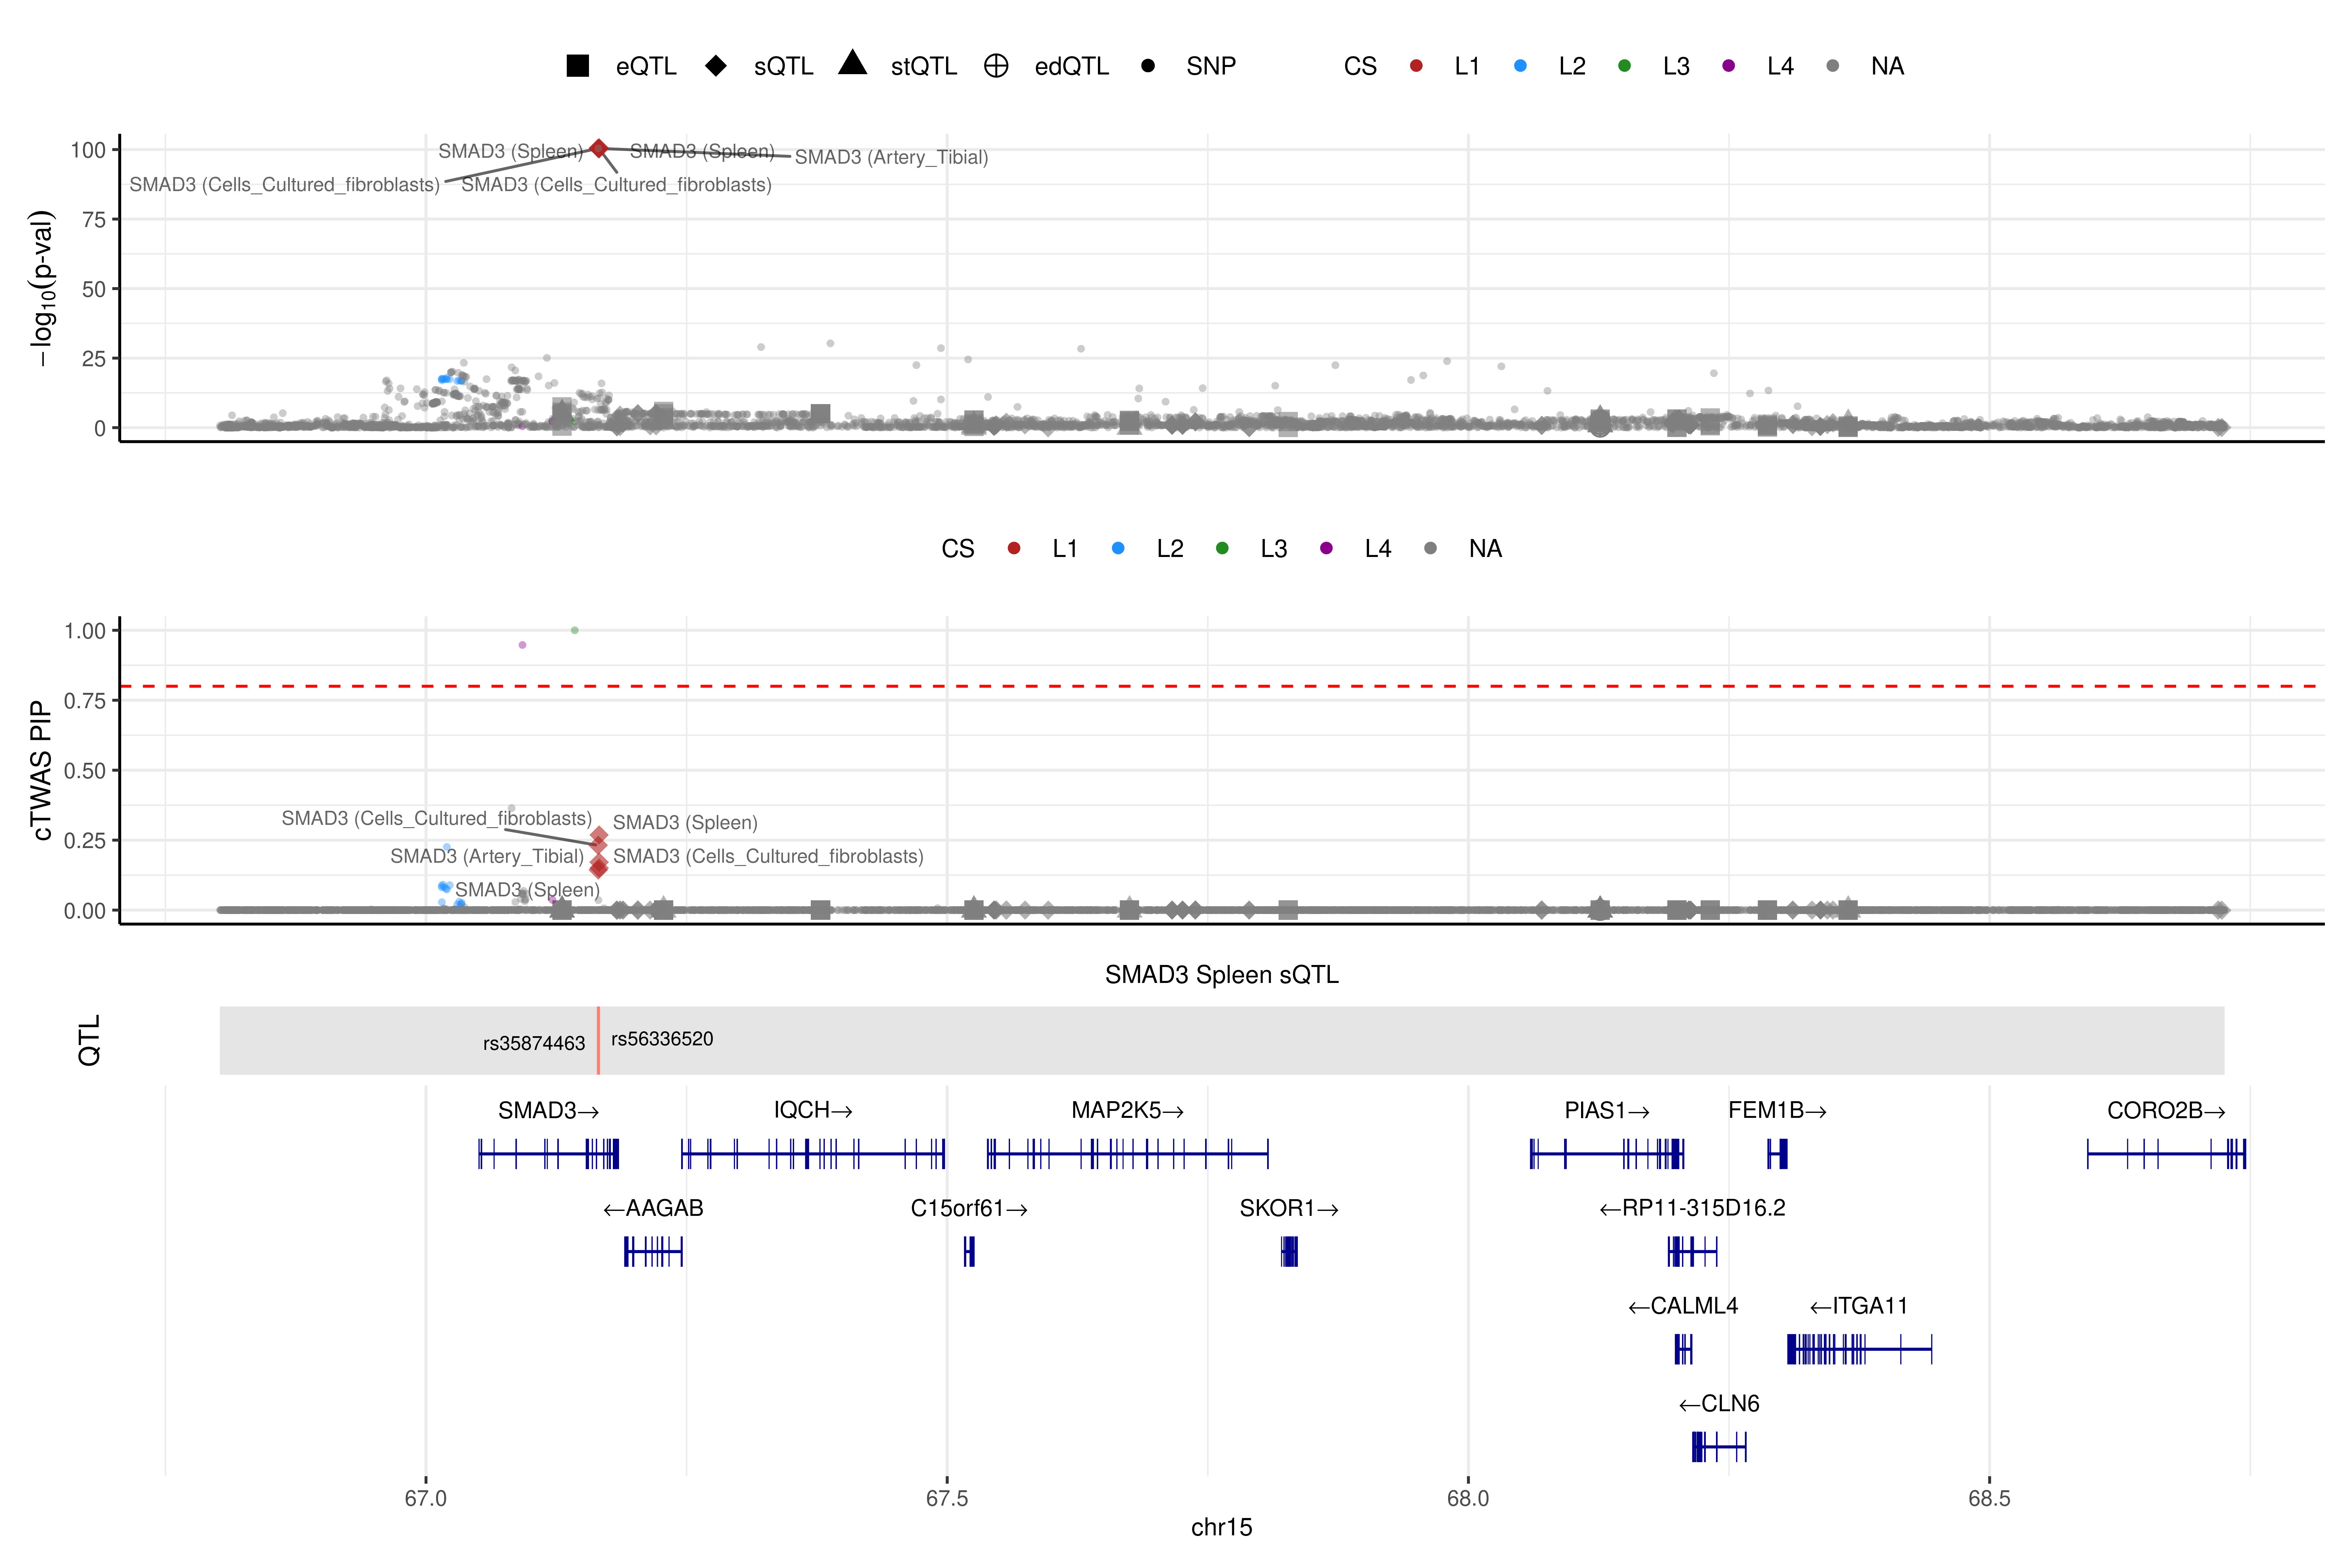 eQTL sQTL stQTL edQTL SNP CS L1 L2 L3 L4 NA
−log10(p-val)
100
75
50
25
0
SMAD3 (Spleen) SMAD3 (Spleen) SMAD3 (Artery_Tibial)
SMAD3 (Cells_Cultured_fibroblasts) SMAD3 (Cells_Cultured_fibroblasts)
CS L1 L2 L3 L4 NA
cTWAS PIP
1.00
0.75
0.50
0.25
0.00
SMAD3 (Cells_Cultured_fibroblasts) SMAD3 (Spleen)
SMAD3 (Artery_Tibial) SMAD3 (Cells_Cultured_fibroblasts)
SMAD3 (Spleen)
SMAD3 Spleen sQTL
QTL
rs35874463 rs56336520
SMAD3→ IQCH→ MAP2K5→ PIAS1→ FEM1B→ CORO2B→
←AAGAB C15orf61→ SKOR1→ ←RP11-315D16.2
←CALML4 ←ITGA11
←CLN6
67.0 67.5 68.0 68.5
chr15